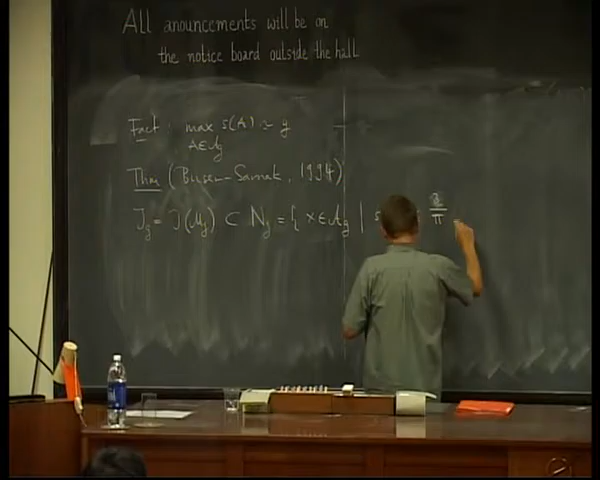 All anouncements will be on
the notice board outside the hall
Fact: max s(A) ~ g
A∈A_g
Thm (Buser-Sarnak, 1994)
J_g = J(M_g) ⊂ N_g = { x∈A_g | s 3/π